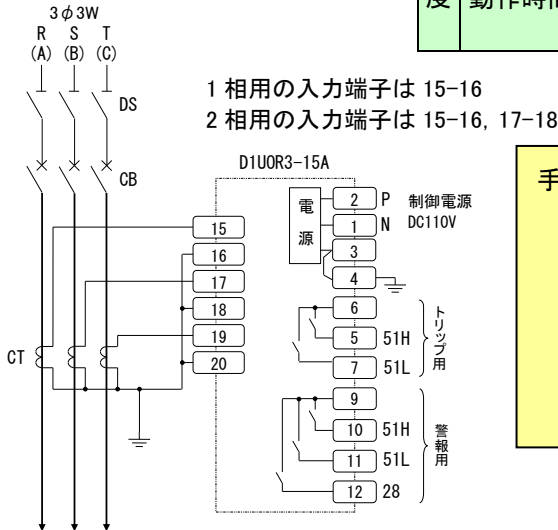 度 動作時間
3φ3W
R S T
(A) (B) (C)
DS
CB
CT
1相用の入力端子は 15-16
2相用の入力端子は 15-16, 17-18
手
D1UOR3-15A
15
16
17
18
19
20
電源
2 P
1 N
3
4
制御電源
DC110V
6
5 51H
7 51L
トリップ用
9
10 51H
11 51L
12 28
警報用